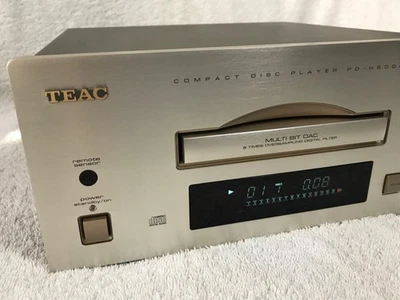 TEAC
COMPACT DISC PLAYER PD-H500
MULTI BIT DAC
8 TIMES OVERSAMPLING DIGITAL FILTER
remote
sensor
017 0.08
power
standby/on